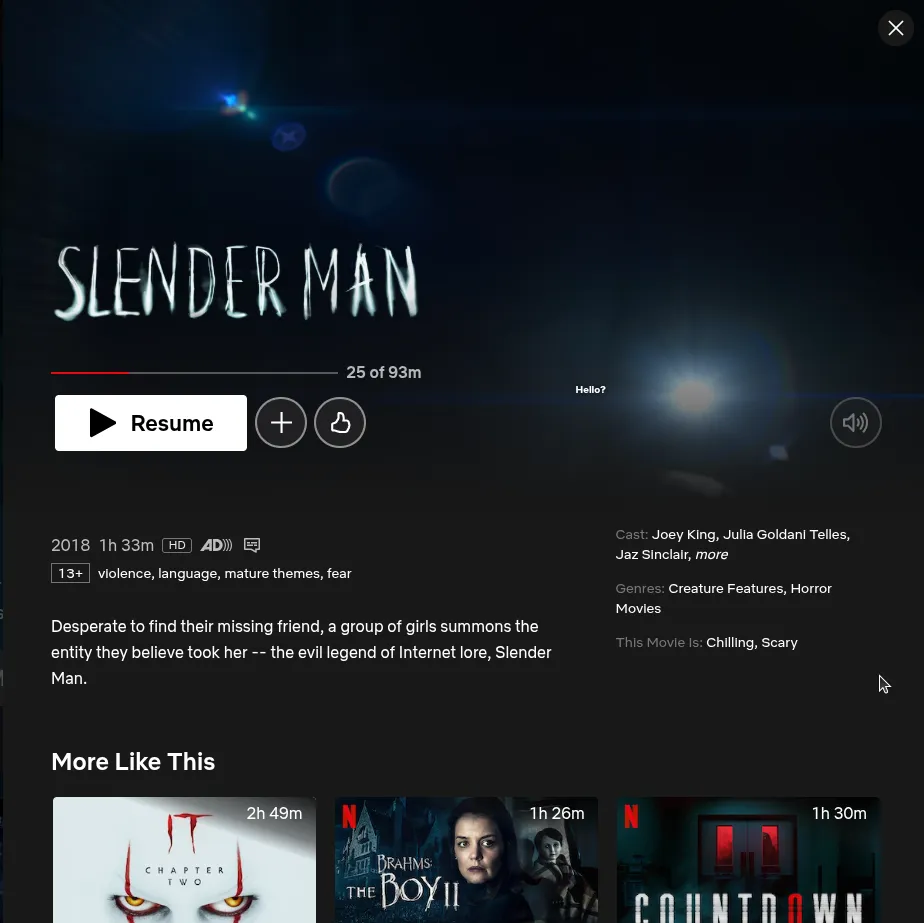 SLENDER MAN
25 of 93m
Hello?
Resume
2018 1h 33m HD AD)))
13+ violence, language, mature themes, fear
Desperate to find their missing friend, a group of girls summons the
entity they believe took her -- the evil legend of Internet lore, Slender
Man.
Cast: Joey King, Julia Goldani Telles,
Jaz Sinclair, more
Genres: Creature Features, Horror
Movies
This Movie Is: Chilling, Scary
More Like This
2h 49m
IT
CHAPTER
TWO
N
1h 26m
BRAHMS:
THE BOY II
N
1h 30m
COUNTDOWN